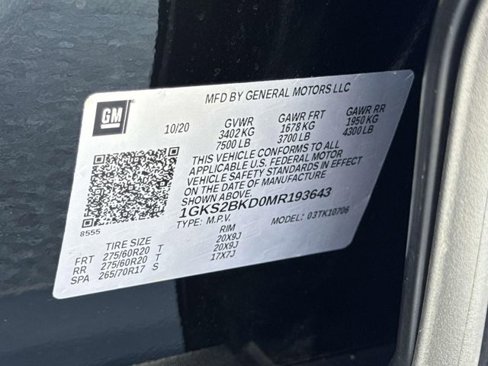 MFD BY GENERAL MOTORS LLC
GM
10/20 GVWR GAWR FRT GAWR RR
3402 KG 1678 KG 1950 KG
7500 LB 3700 LB 4300 LB
THIS VEHICLE CONFORMS TO ALL
APPLICABLE U.S. FEDERAL MOTOR
VEHICLE SAFETY STANDARDS IN EFFECT
ON THE DATE OF MANUFACTURE SHOWN ABOVE.
1GKS2BKD0MR193643
8555 TYPE: M.P.V. MODEL: 03TK10706
TIRE SIZE RIM
FRT 275/60R20 T 20X9J
RR 275/60R20 T 20X9J
SPA 265/70R17 S 17X7J